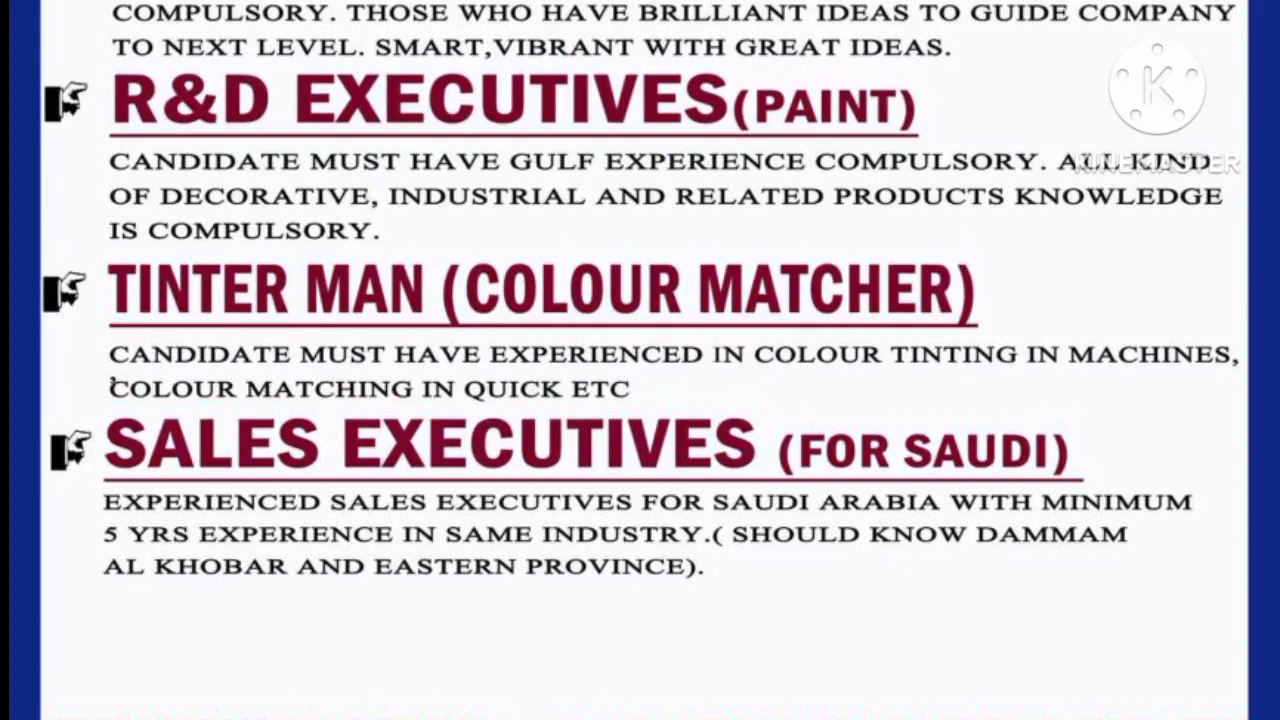 COMPULSORY. THOSE WHO HAVE BRILLIANT IDEAS TO GUIDE COMPANY
TO NEXT LEVEL. SMART,VIBRANT WITH GREAT IDEAS.
R&D EXECUTIVES(PAINT)
CANDIDATE MUST HAVE GULF EXPERIENCE COMPULSORY. ALL KIND
OF DECORATIVE, INDUSTRIAL AND RELATED PRODUCTS KNOWLEDGE
IS COMPULSORY.
TINTER MAN (COLOUR MATCHER)
CANDIDATE MUST HAVE EXPERIENCED IN COLOUR TINTING IN MACHINES,
COLOUR MATCHING IN QUICK ETC
SALES EXECUTIVES (FOR SAUDI)
EXPERIENCED SALES EXECUTIVES FOR SAUDI ARABIA WITH MINIMUM
5 YRS EXPERIENCE IN SAME INDUSTRY.( SHOULD KNOW DAMMAM
AL KHOBAR AND EASTERN PROVINCE).
K
KINEMASTER